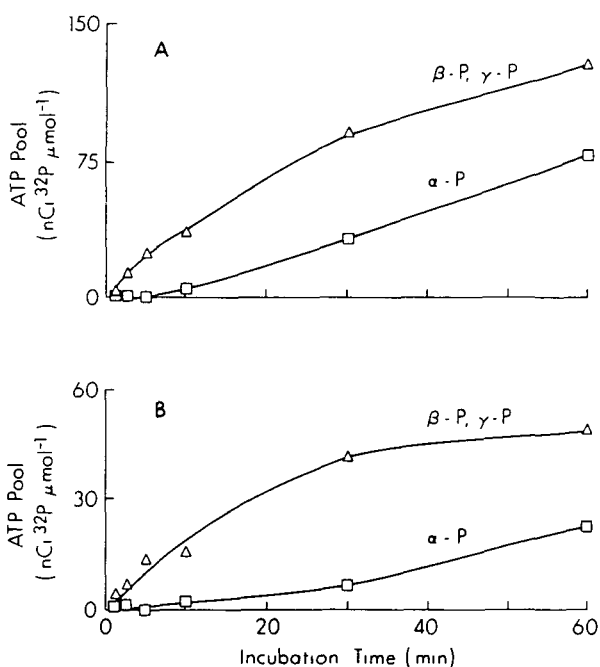 150
A
β-P, γ-P
75
α-P
0
ATP Pool
(nCi ³²P μmol⁻¹)
60
B
β-P, γ-P
30
α-P
0
ATP Pool
(nCi ³²P μmol⁻¹)
0 20 40 60
Incubation Time (min)